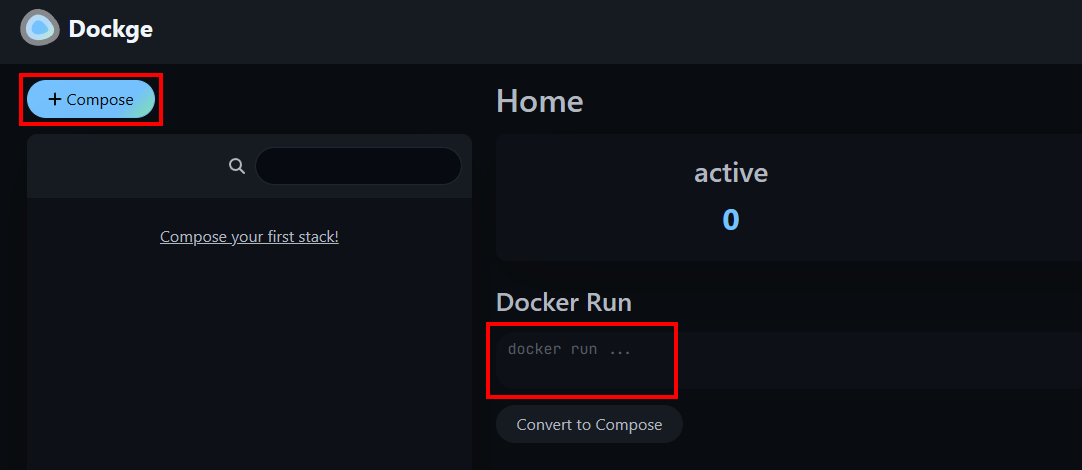 Dockge
+ Compose
Compose your first stack!
Home
active
0
Docker Run
docker run ...
Convert to Compose